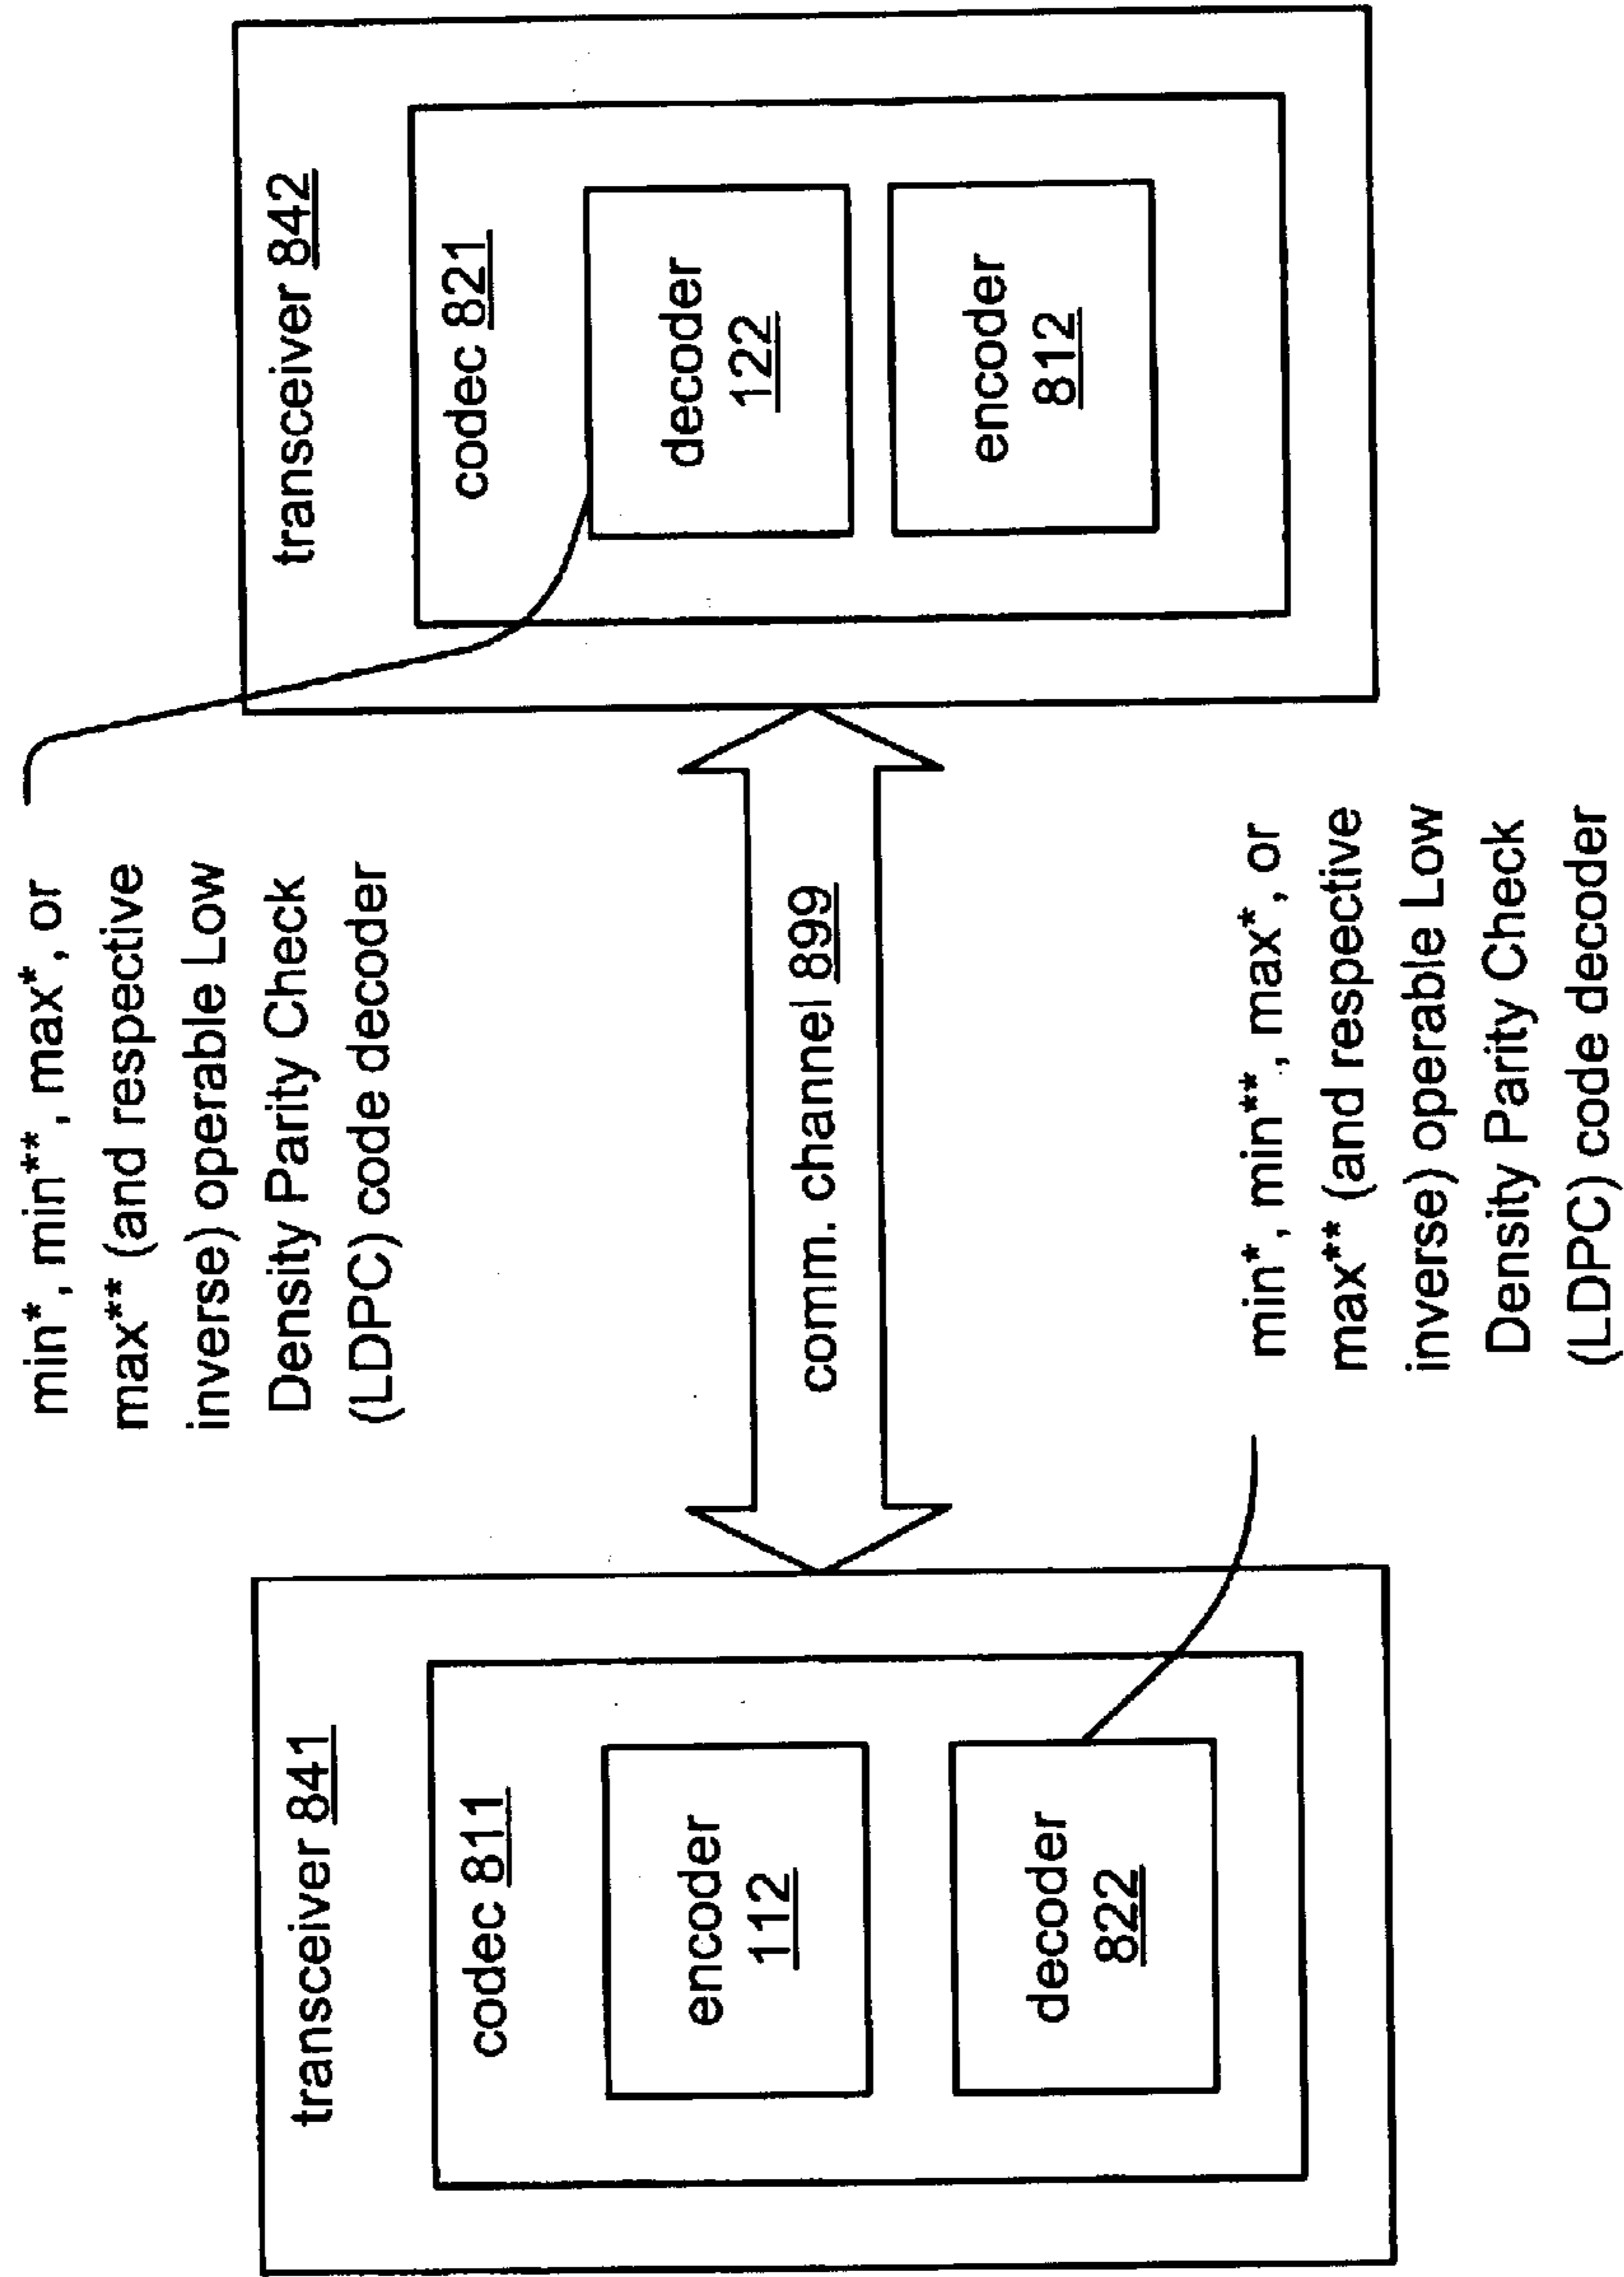 min*, min**, max*, or
max** (and respective
inverse) operable Low
Density Parity Check
(LDPC) code decoder
transceiver 841
codec 811
encoder
112
decoder
822
comm. channel 899
transceiver 842
codec 821
decoder
122
encoder
812
min*, min**, max*, or
max** (and respective
inverse) operable Low
Density Parity Check
(LDPC) code decoder